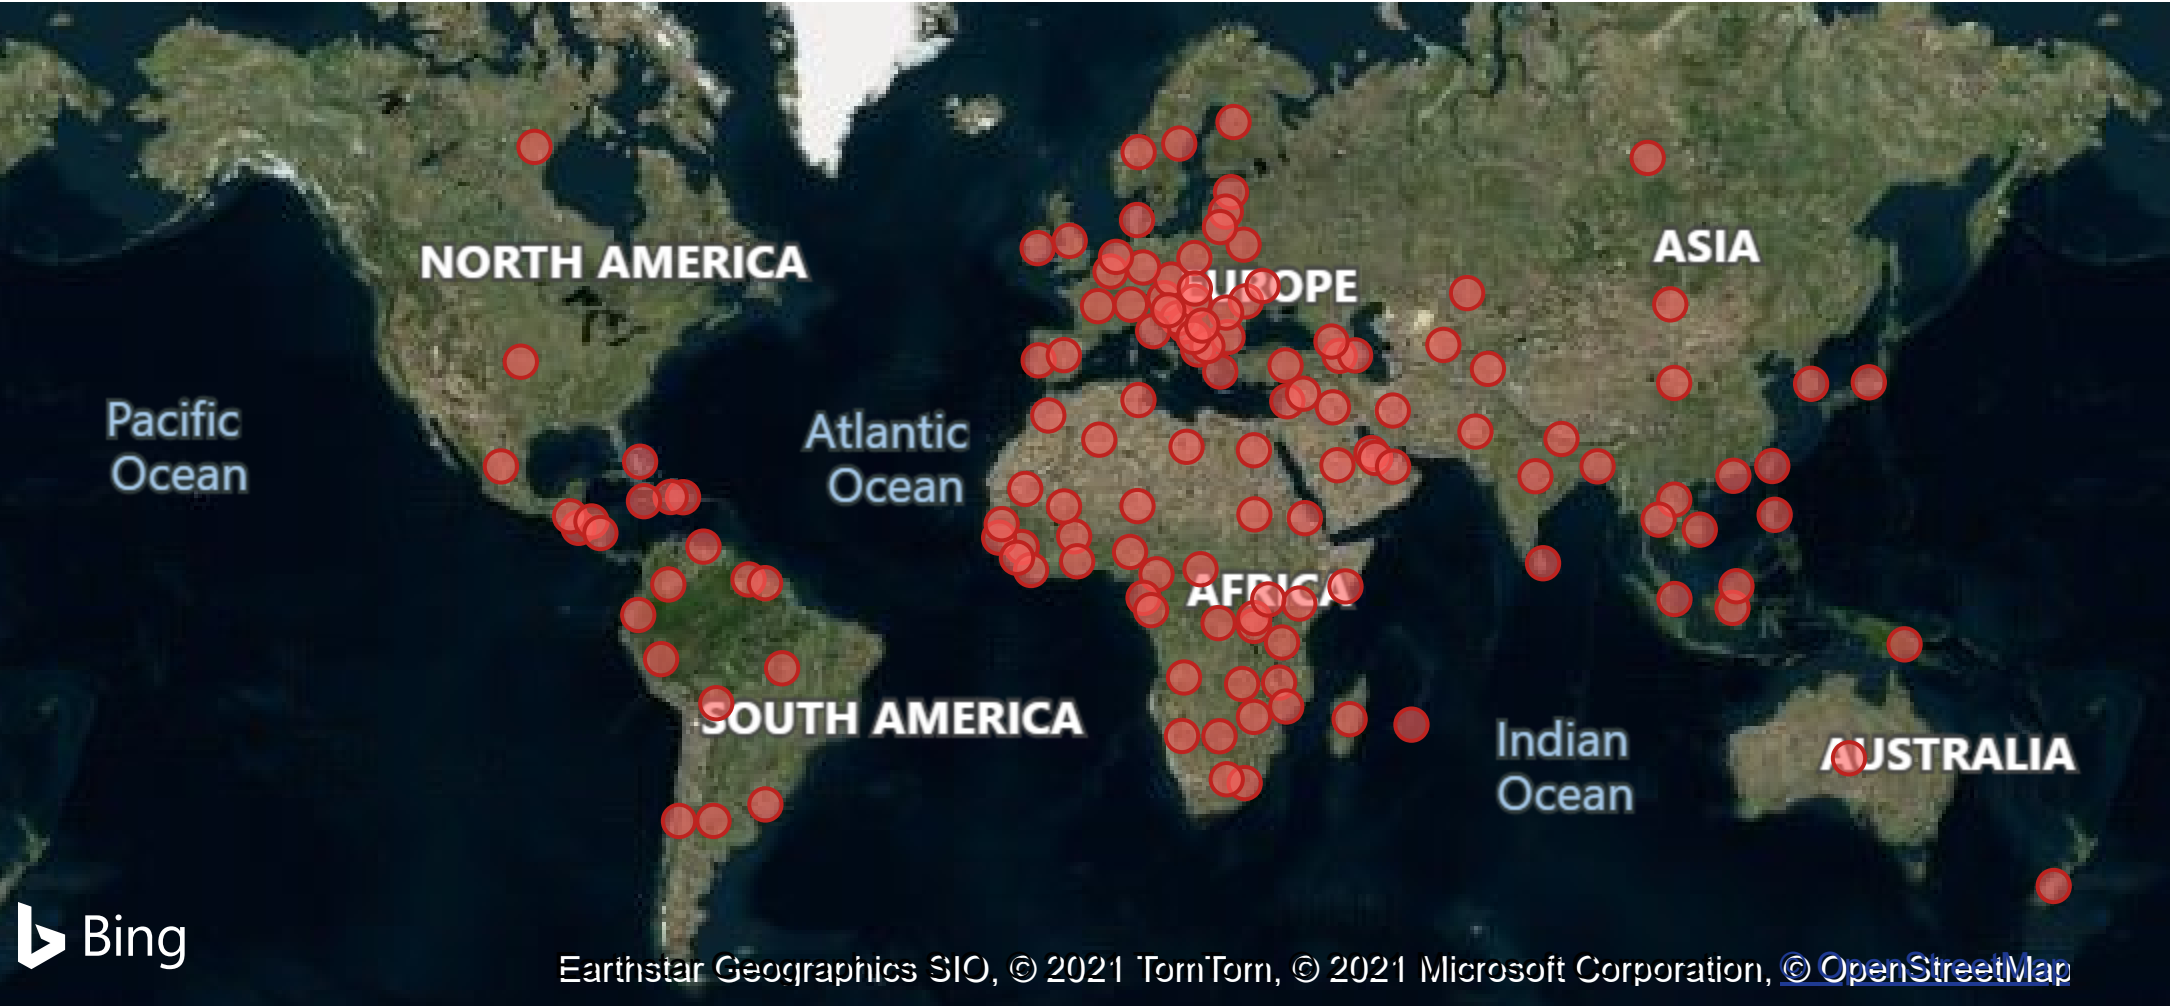 NORTH AMERICA
ASIA
EUROPE
Pacific
Ocean
Atlantic
Ocean
AFRICA
SOUTH AMERICA
Indian
Ocean
AUSTRALIA
Bing
Earthstar Geographics SIO, © 2021 TomTom, © 2021 Microsoft Corporation, © OpenStreetMap